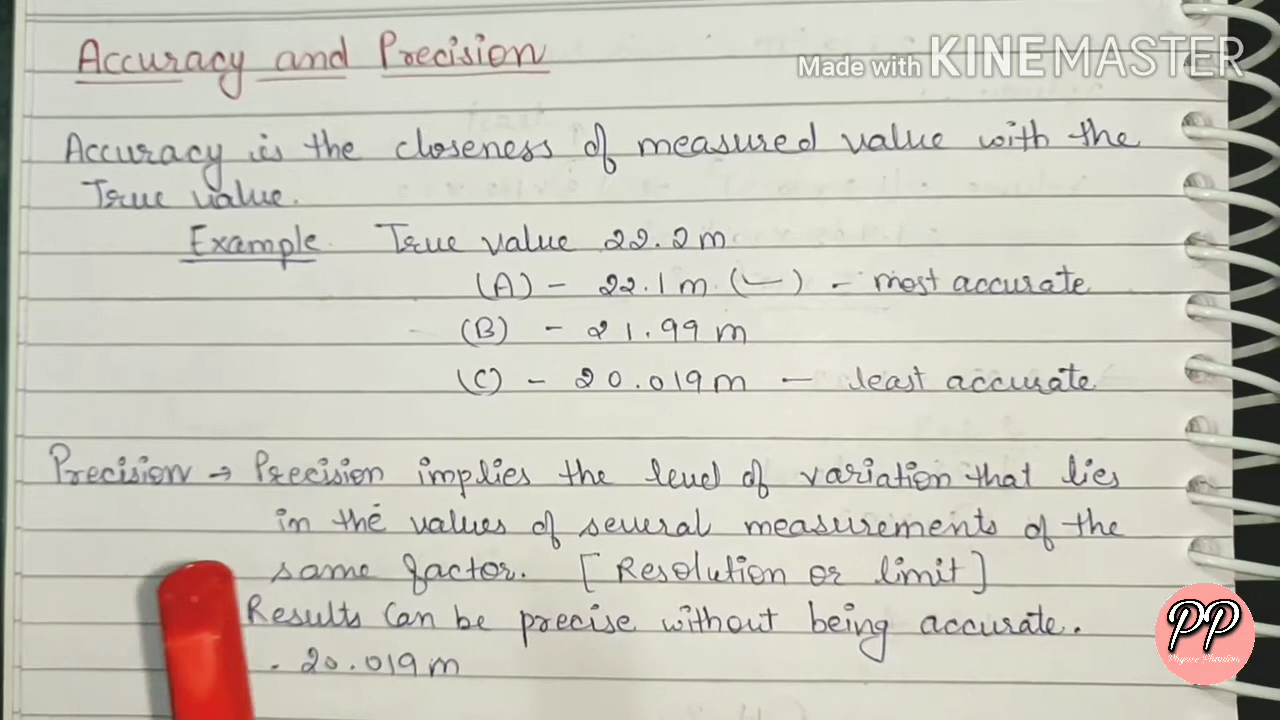 Accuracy and Precision
Made with KINEMASTER
Accuracy is the closeness of measured value with the
True value.
Example True value 22.2m
(A) - 22.1m. (—) - most accurate
(B) - 21.99m
(C) - 20.019m - least accurate
Precision → Precision implies the level of variation that lies
in the values of several measurements of the
same factor. [Resolution or limit]
Results can be precise without being accurate.
. 20.019m
PP